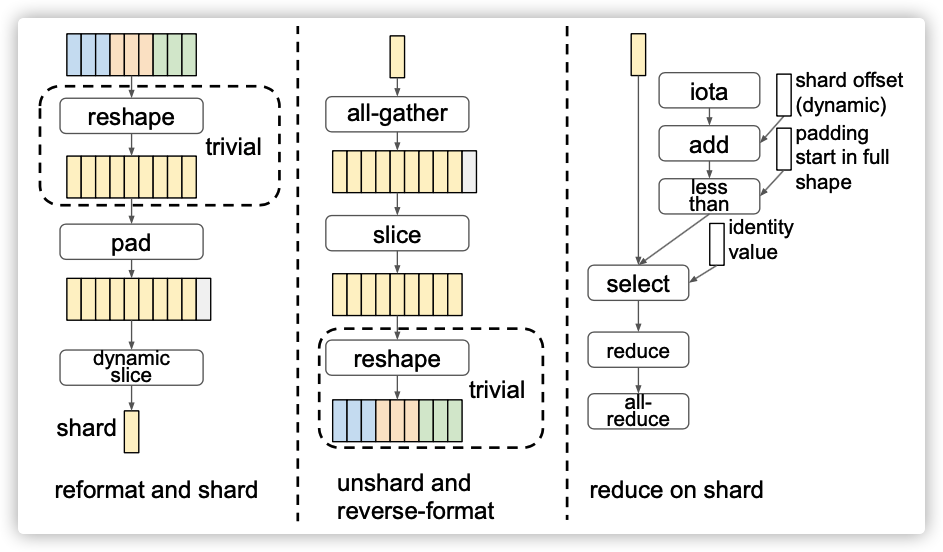 reshape
trivial
pad
dynamic
slice
shard
reformat and shard
all-gather
slice
reshape
trivial
unshard and
reverse-format
iota
shard offset
(dynamic)
add
padding
start in full
shape
less
than
identity
value
select
reduce
all-
reduce
reduce on shard